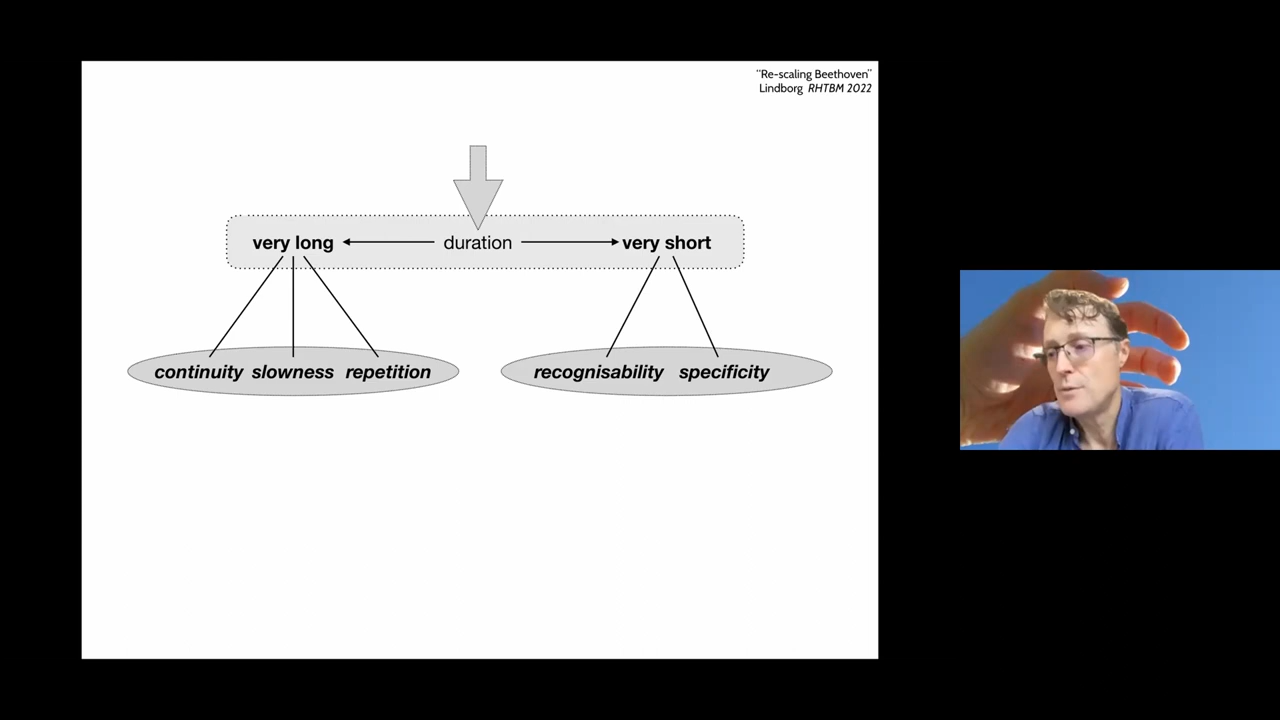 "Re-scaling Beethoven"
Lindborg RHTBM 2022
very long duration very short
continuity slowness repetition recognisability specificity